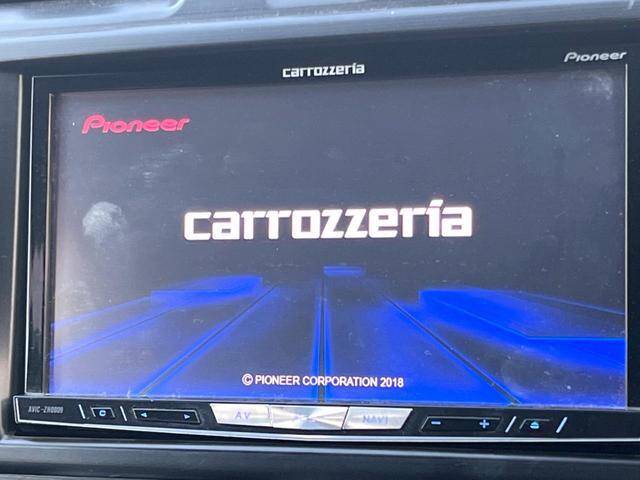 carrozzeria
Pioneer
Pioneer
carrozzeria
© PIONEER CORPORATION 2018
AV
NAVI